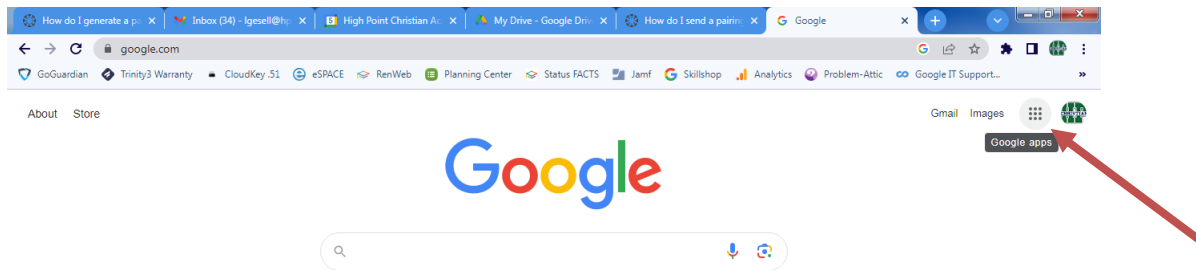 How do I generate a pa
Inbox (34) - lgesell@hp
High Point Christian Ac
My Drive - Google Drive
How do I send a pairing
Google
google.com
GoGuardian Trinity3 Warranty CloudKey .51 eSPACE RenWeb Planning Center Status FACTS Jamf Skillshop Analytics Problem-Attic Google IT Support... »
About Store
Gmail Images
Google apps
Google